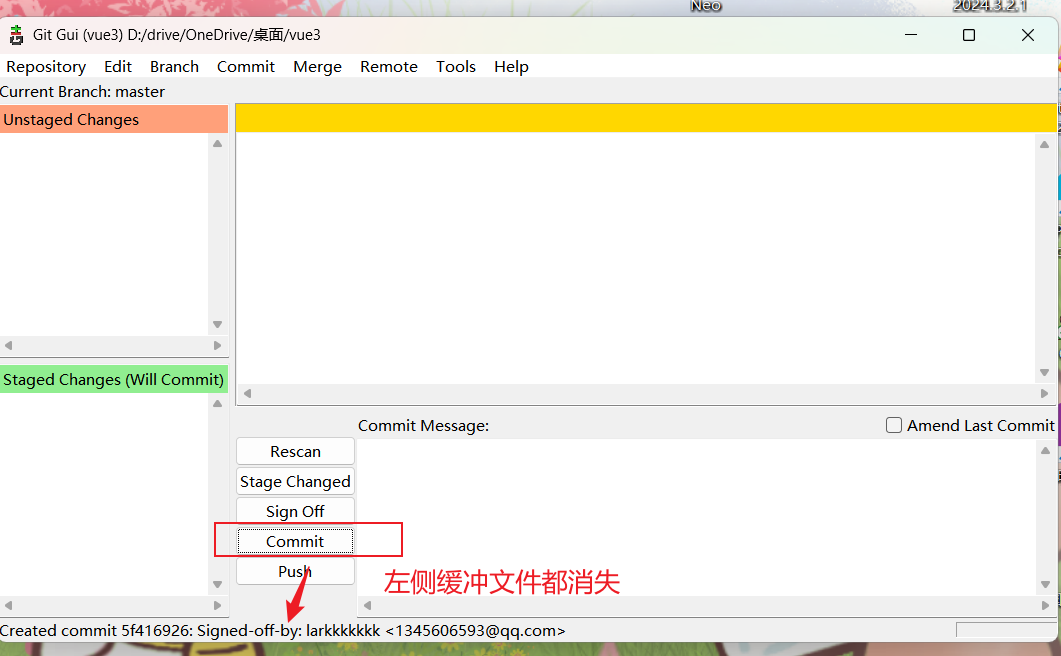 Neo
2024.3.2.1
Git Gui (vue3) D:/drive/OneDrive/桌面/vue3
Repository Edit Branch Commit Merge Remote Tools Help
Current Branch: master
Unstaged Changes
Staged Changes (Will Commit)
Commit Message:
Amend Last Commit
Rescan
Stage Changed
Sign Off
Commit
Push
左侧缓冲文件都消失
Created commit 5f416926: Signed-off-by: larkkkkkkk <1345606593@qq.com>